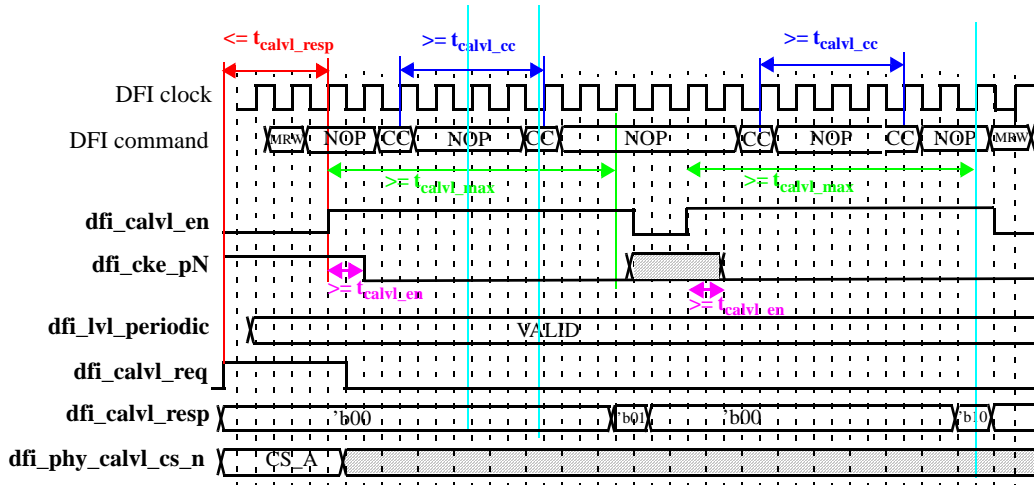 <= tcalvl_resp >= tcalvl_cc >= tcalvl_cc
DFI clock
DFI command MRW NOP CC NOP CC NOP CC NOP CC NOP MRW
>= tcalvl_max >= tcalvl_max
dfi_calvl_en
dfi_cke_pN
>= tcalvl_en >= tcalvl_en
dfi_lvl_periodic VALID
dfi_calvl_req
dfi_calvl_resp 'b00 'b01 'b00 'b10
dfi_phy_calvl_cs_n CS_A